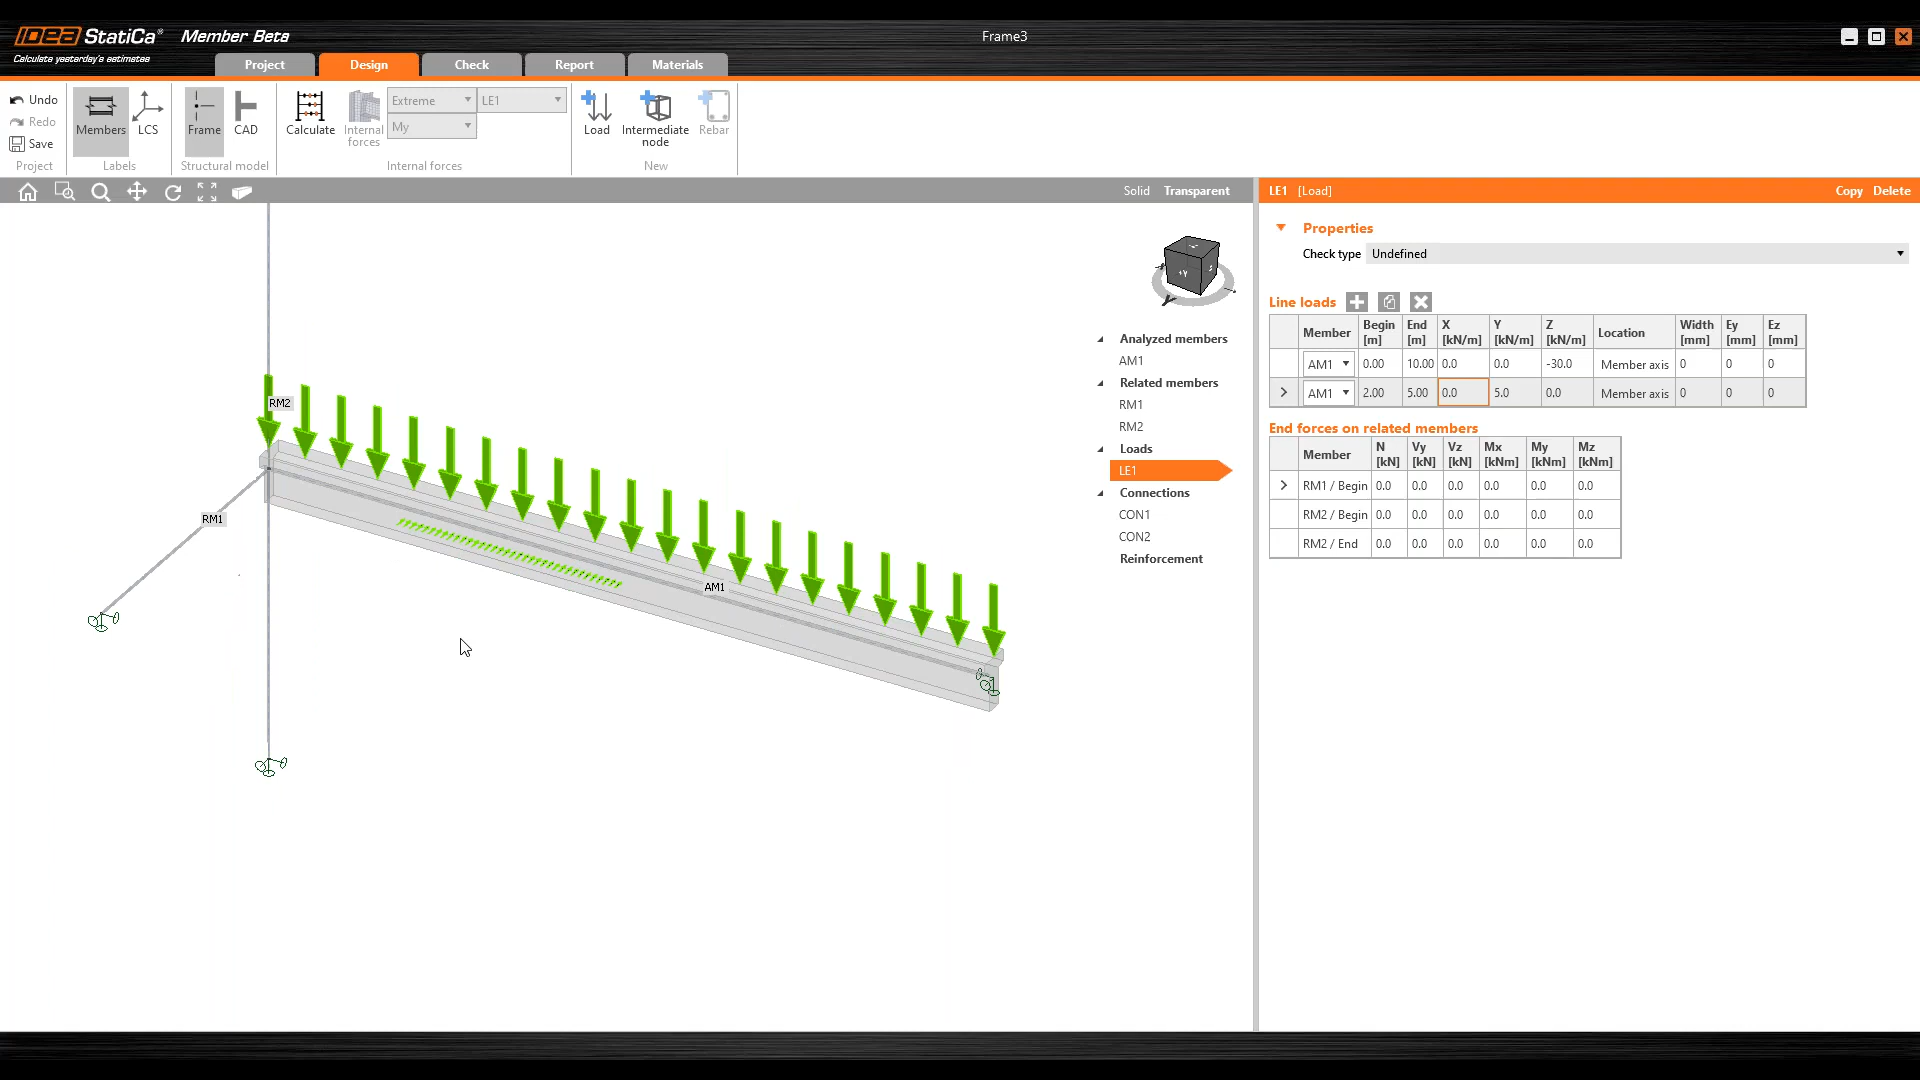 IDEA StatiCa® Member Beta
Calculate yesterday's estimates
Frame3
Project Design Check Report Materials
Undo
Redo
Save
Project
Members LCS
Labels
Frame CAD
Structural model
Calculate Internal forces
Extreme LE1
My
Internal forces
Load Intermediate node Rebar
New
Solid Transparent
RM2
RM1
AM1
+Y
Analyzed members
AM1
Related members
RM1
RM2
Loads
LE1
Connections
CON1
CON2
Reinforcement
LE1 [Load] Copy Delete
Properties
Check type Undefined
Line loads
Member Begin [m] End [m] X [kN/m] Y [kN/m] Z [kN/m] Location Width [mm] Ey [mm] Ez [mm]
AM1 0.00 10.00 0.0 0.0 -30.0 Member axis 0 0 0
AM1 2.00 5.00 0.0 5.0 0.0 Member axis 0 0 0
End forces on related members
Member N [kN] Vy [kN] Vz [kN] Mx [kNm] My [kNm] Mz [kNm]
RM1 / Begin 0.0 0.0 0.0 0.0 0.0 0.0
RM2 / Begin 0.0 0.0 0.0 0.0 0.0 0.0
RM2 / End 0.0 0.0 0.0 0.0 0.0 0.0